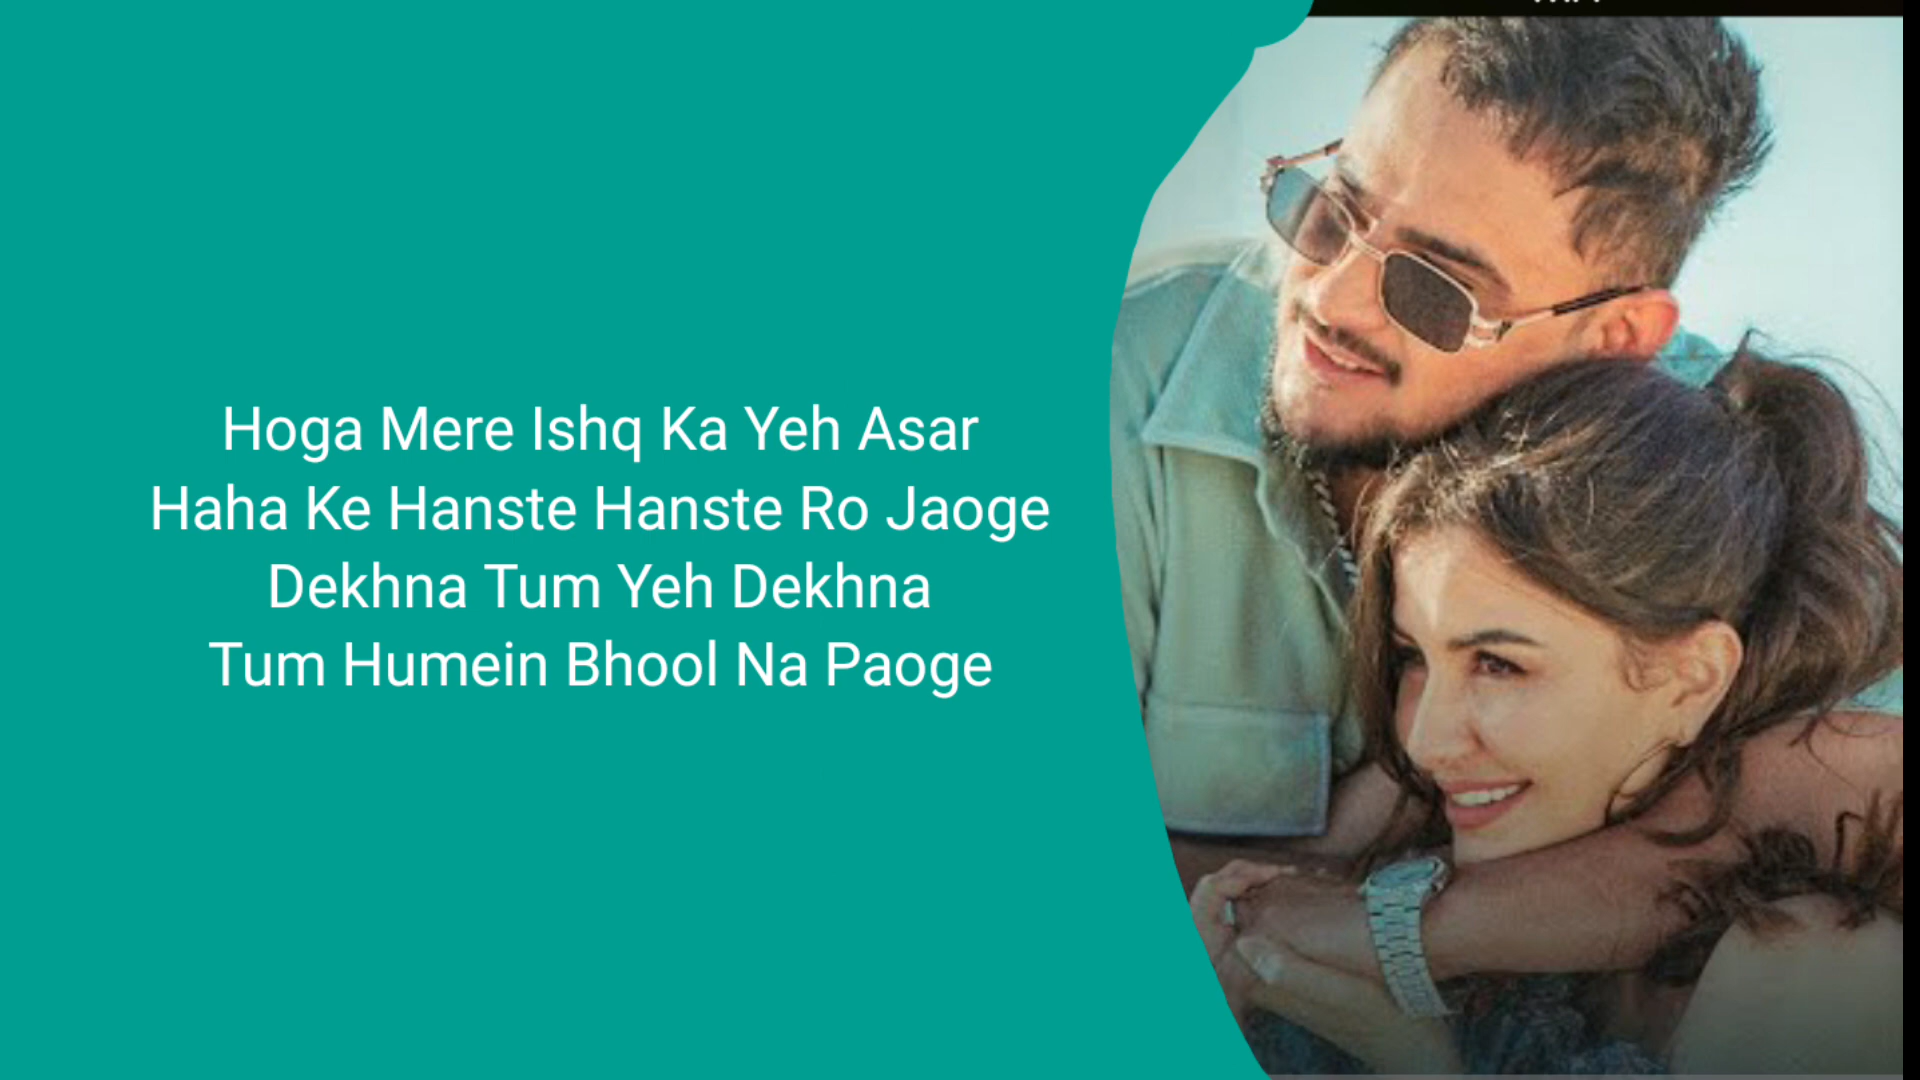 Hoga Mere Ishq Ka Yeh Asar
Haha Ke Hanste Hanste Ro Jaoge
Dekhna Tum Yeh Dekhna
Tum Humein Bhool Na Paoge